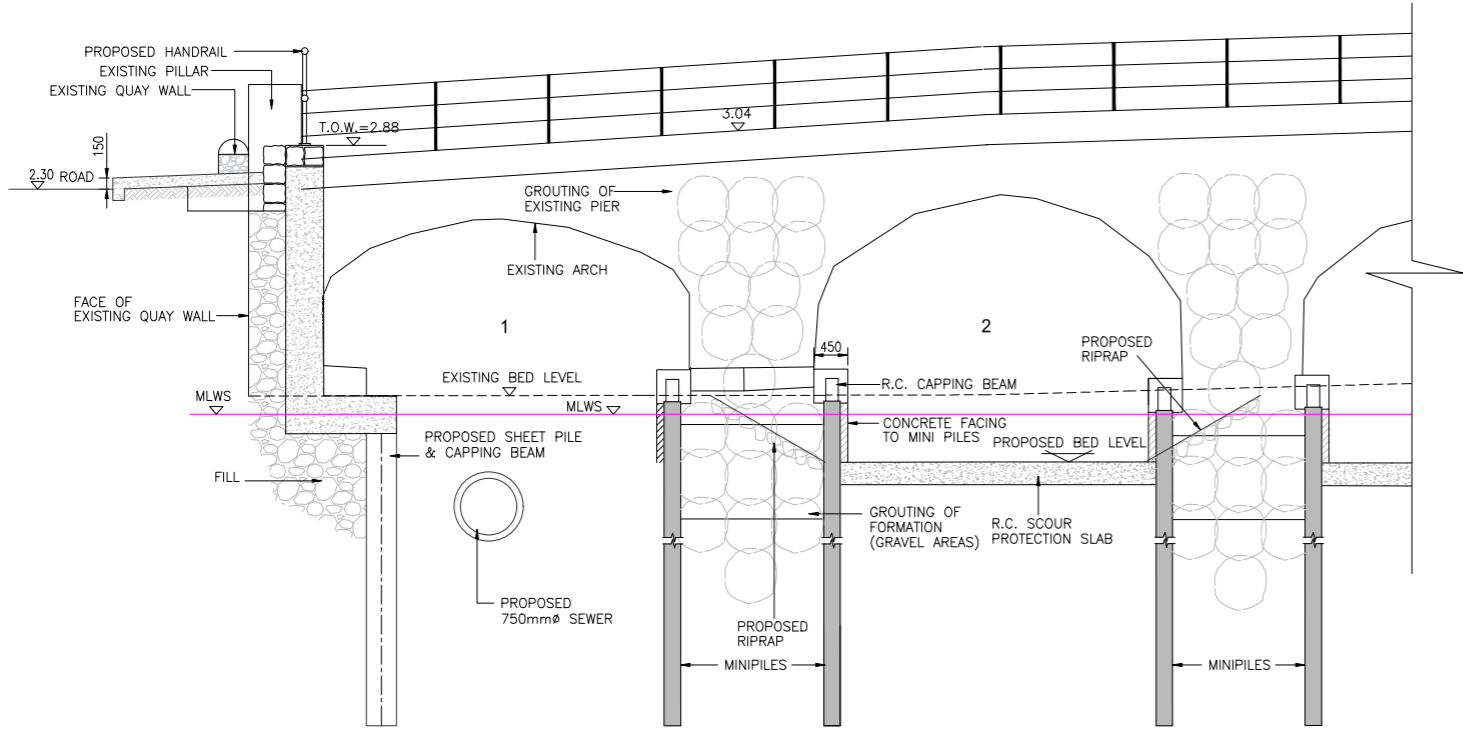 PROPOSED HANDRAIL
EXISTING PILLAR
EXISTING QUAY WALL
150
2.30 ROAD
T.O.W.=2.88
3.04
GROUTING OF
EXISTING PIER
EXISTING ARCH
FACE OF
EXISTING QUAY WALL
1
2
450
PROPOSED
RIPRAP
EXISTING BED LEVEL
R.C. CAPPING BEAM
MLWS
MLWS
CONCRETE FACING
TO MINI PILES
PROPOSED BED LEVEL
PROPOSED SHEET PILE
& CAPPING BEAM
FILL
GROUTING OF
FORMATION
(GRAVEL AREAS)
R.C. SCOUR
PROTECTION SLAB
PROPOSED
750mmø SEWER
PROPOSED
RIPRAP
MINIPILES
MINIPILES